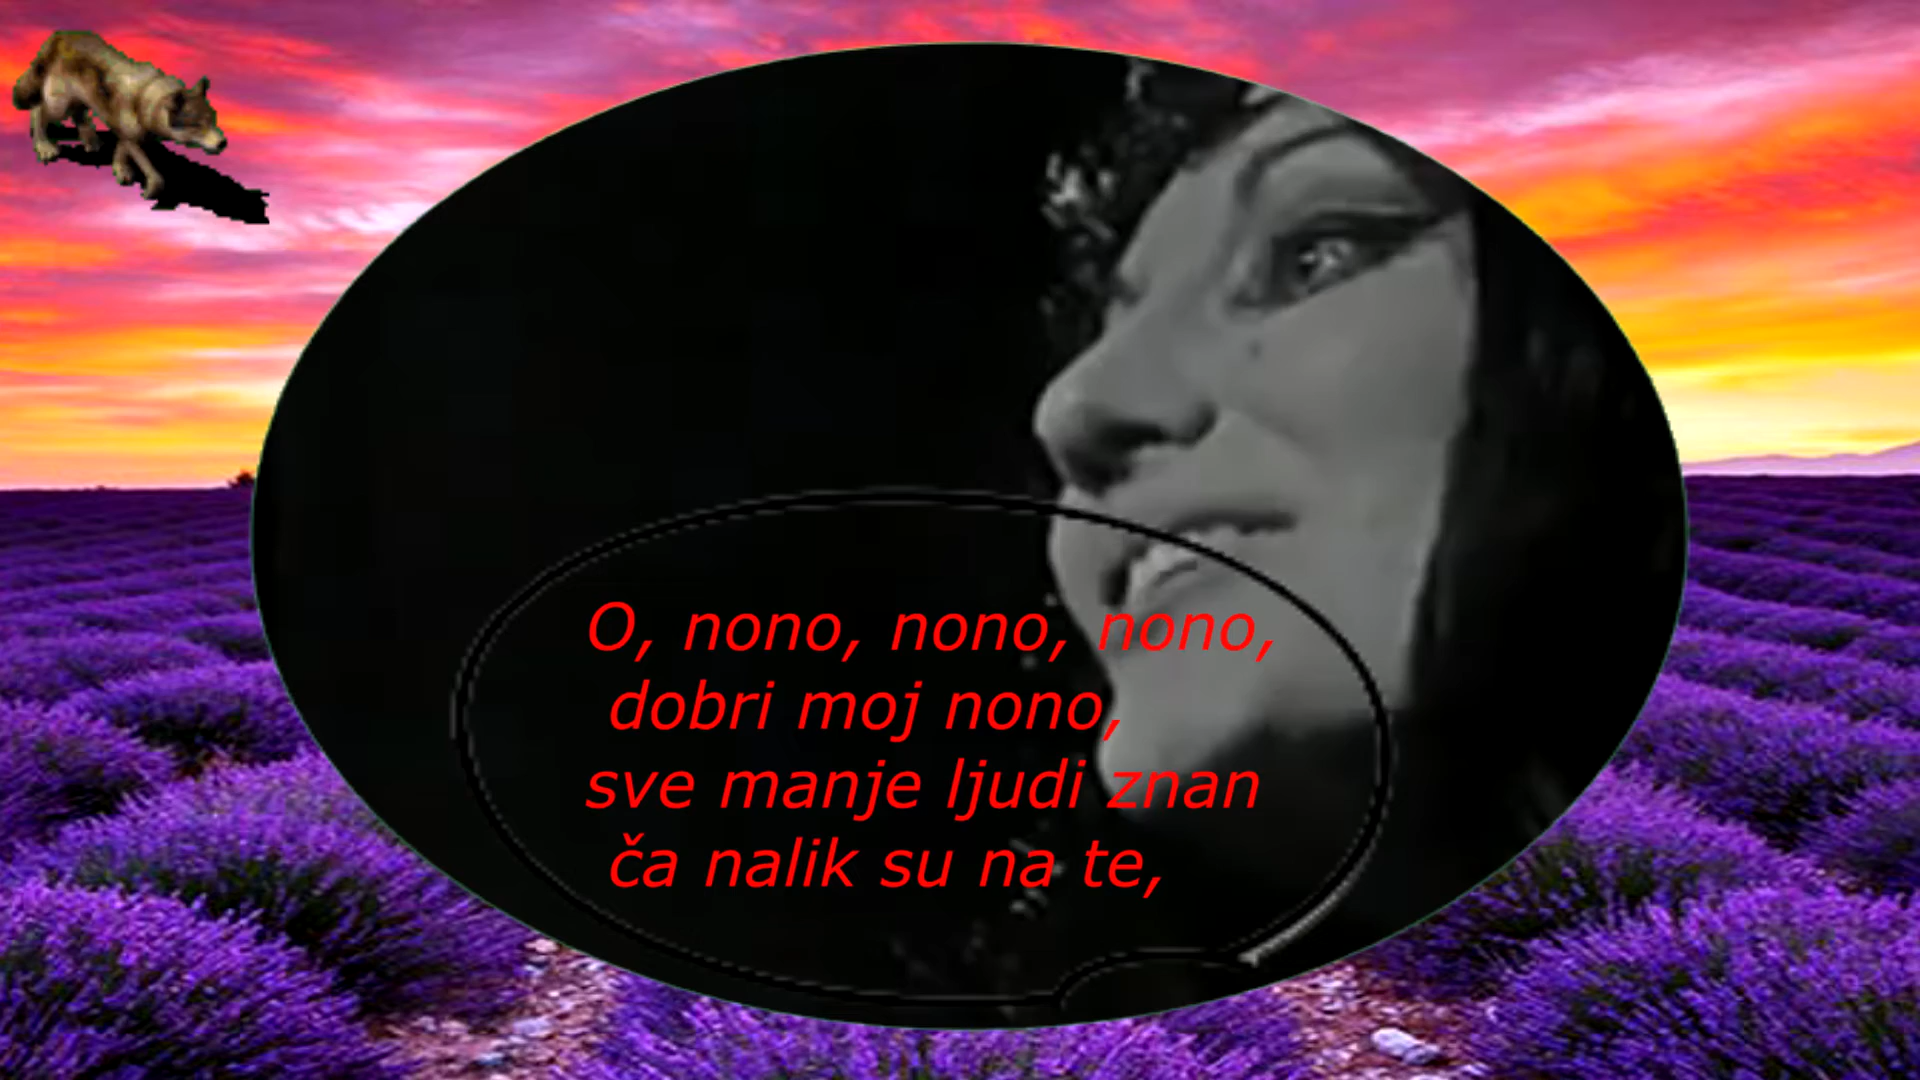 O, nono, nono, nono,
dobri moj nono,
sve manje ljudi znan
ča nalik su na te,